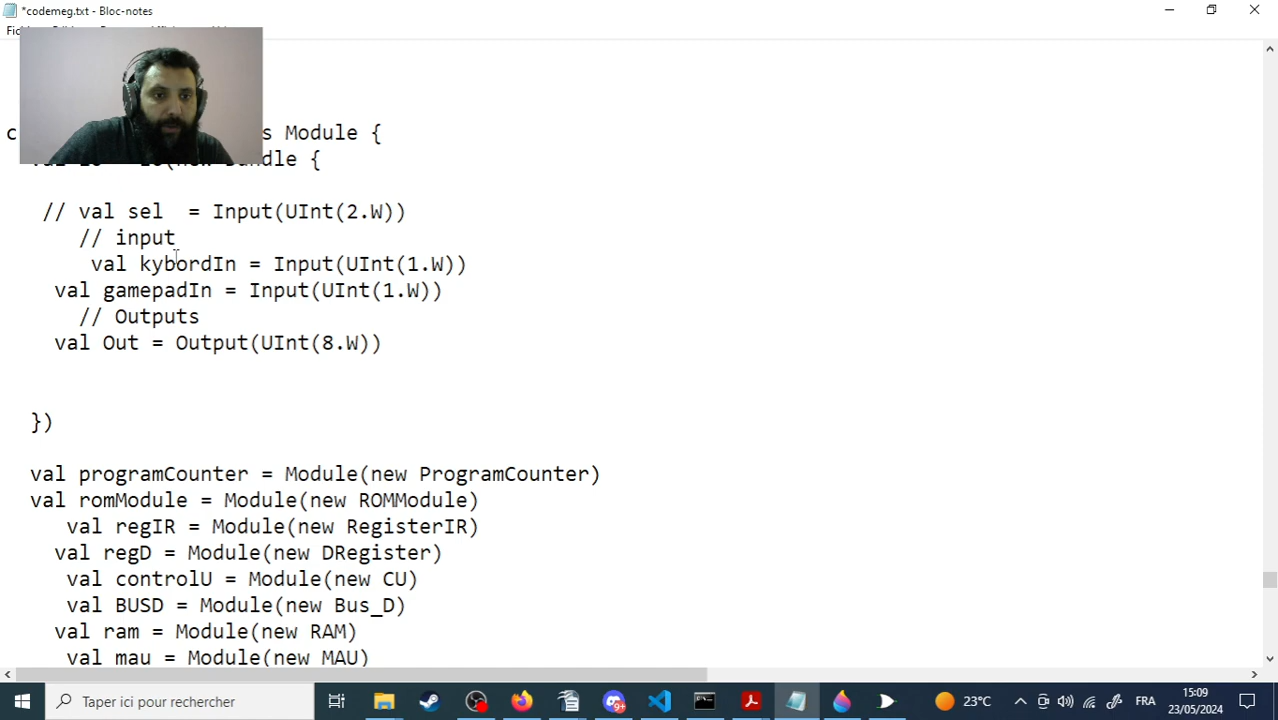 *codemeg.txt - Bloc-notes
s Module {
(new Bundle {
// val sel  = Input(UInt(2.W))
// input
val kybordIn = Input(UInt(1.W))
val gamepadIn = Input(UInt(1.W))
// Outputs
val Out = Output(UInt(8.W))
})
val programCounter = Module(new ProgramCounter)
val romModule = Module(new ROMModule)
val regIR = Module(new RegisterIR)
val regD = Module(new DRegister)
val controlU = Module(new CU)
val BUSD = Module(new Bus_D)
val ram = Module(new RAM)
val mau = Module(new MAU)
Taper ici pour rechercher
9+
23°C
FRA
15:09
23/05/2024